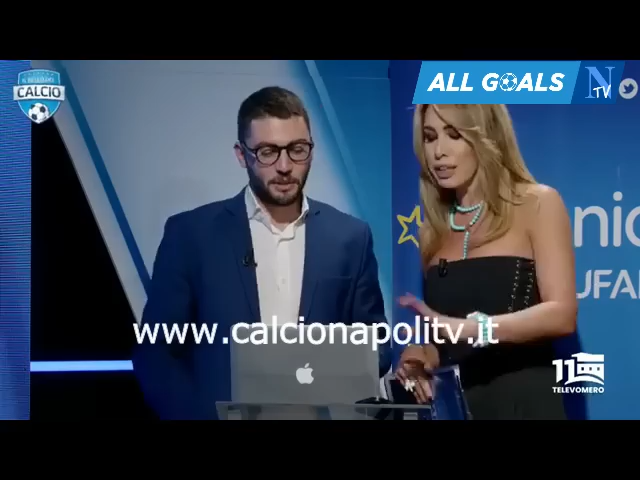 CALCIO
ALL GOALS
N TV
nic
UFA
www.calcionapolitv.it
11
TELEVOMERO